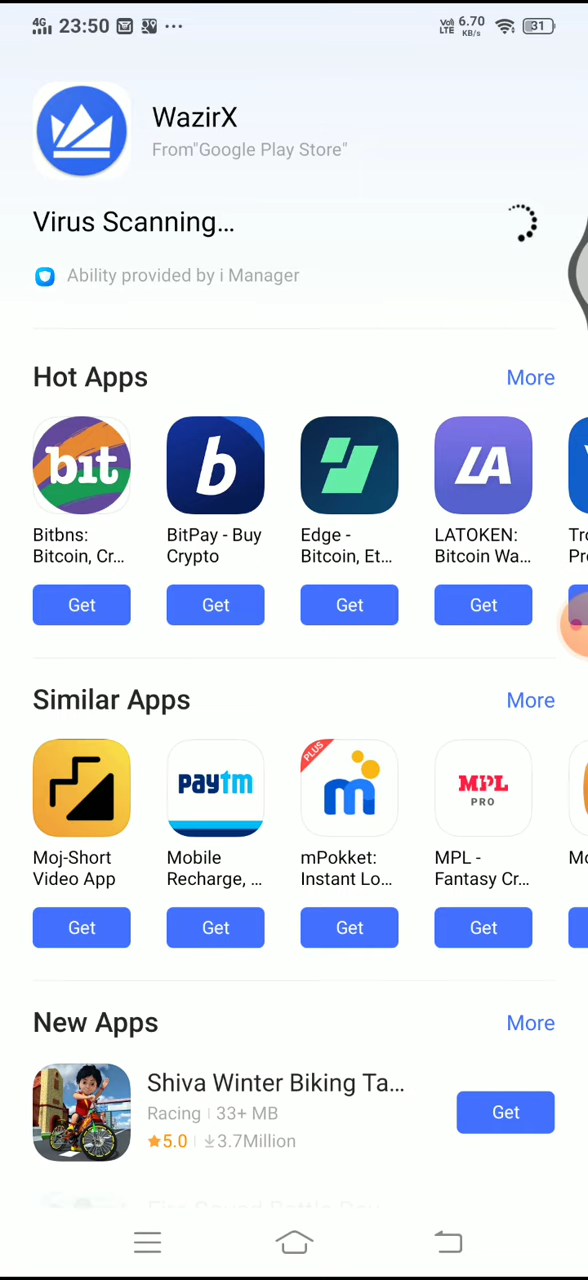 4G 23:50 ...
VoI) LTE 6.70 KB/s 31
WazirX
From"Google Play Store"
Virus Scanning...
Ability provided by i Manager
Hot Apps More
bıt b LA
Bitbns: BitPay - Buy Edge - LATOKEN: Tro
Bitcoin, Cr... Crypto Bitcoin, Et... Bitcoin Wa... Pr
Get Get Get Get
Similar Apps More
paytm PLUS m MPL
PRO
Moj-Short Mobile mPokket: MPL - Mo
Video App Recharge, ... Instant Lo... Fantasy Cr...
Get Get Get Get
New Apps More
Shiva Winter Biking Ta...
Racing | 33+ MB
Get
5.0 | 3.7Million